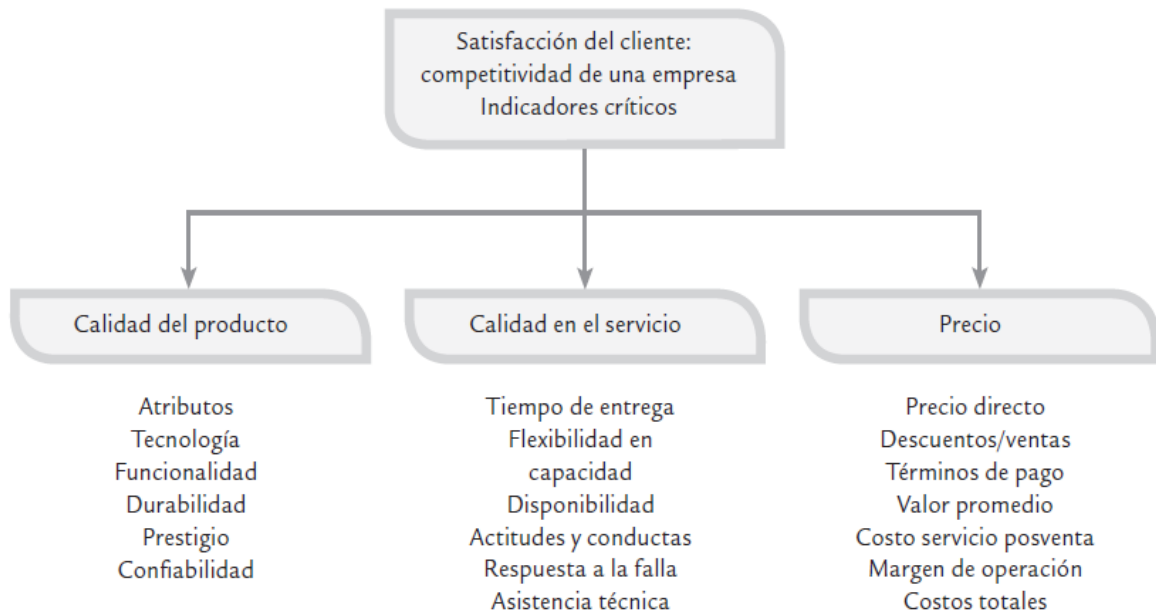 Satisfacción del cliente:
competitividad de una empresa
Indicadores críticos
Calidad del producto
Atributos
Tecnología
Funcionalidad
Durabilidad
Prestigio
Confiabilidad
Calidad en el servicio
Tiempo de entrega
Flexibilidad en
capacidad
Disponibilidad
Actitudes y conductas
Respuesta a la falla
Asistencia técnica
Precio
Precio directo
Descuentos/ventas
Términos de pago
Valor promedio
Costo servicio posventa
Margen de operación
Costos totales